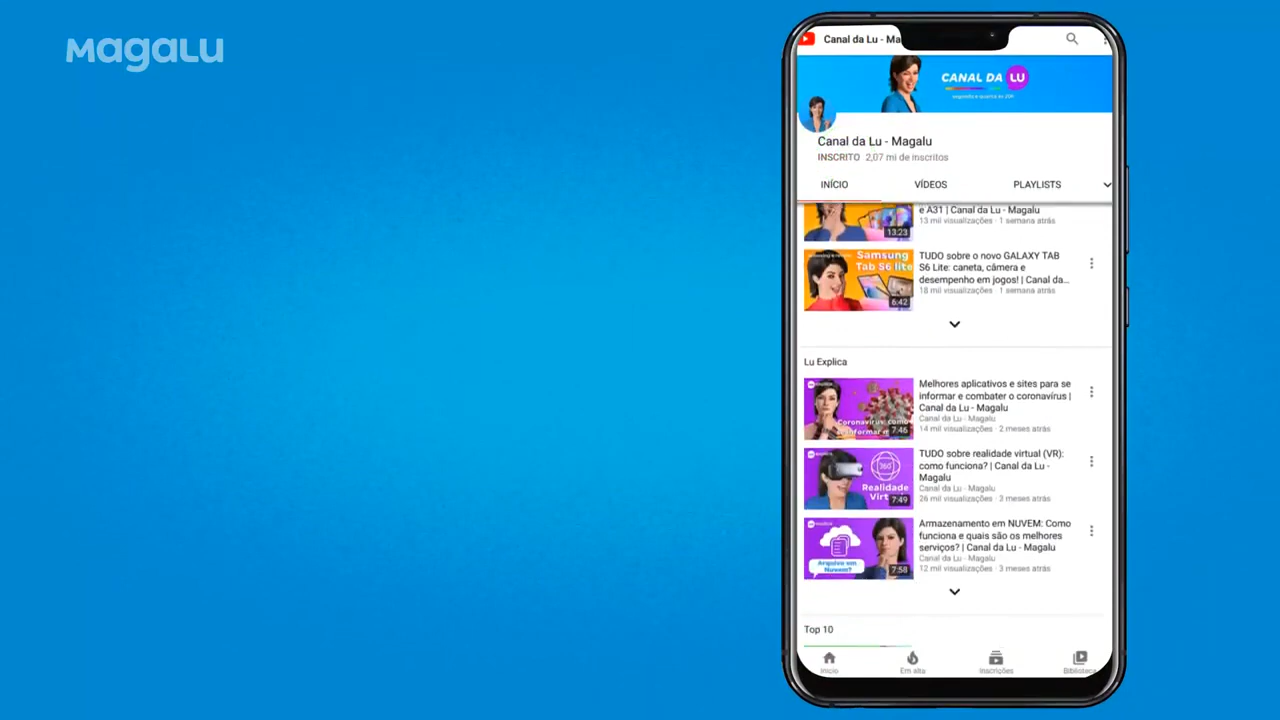 MAGALU
Canal da Lu - Ma
CANAL DA LU
Canal da Lu - Magalu
INSCRITO 2,07 mi de inscritos
INÍCIO
VÍDEOS
PLAYLISTS
e A31 | Canal da Lu - Magalu
13 mil visualizações · 1 semana atrás
13:23
Samsung
Tab S6 lite
6:42
TUDO sobre o novo GALAXY TAB
S6 Lite: caneta, câmera e
desempenho em jogos! | Canal da...
18 mil visualizações · 1 semana atrás
Lu Explica
Coronavírus: como
7:46
Melhores aplicativos e sites para se
informar e combater o coronavírus |
Canal da Lu - Magalu
Canal da Lu - Magalu
14 mil visualizações · 2 meses atrás
360°
Realidade
Virt
7:49
TUDO sobre realidade virtual (VR):
como funciona? | Canal da Lu -
Magalu
Canal da Lu - Magalu
26 mil visualizações · 3 meses atrás
Arquivo em
Nuvem?
7:58
Armazenamento em NUVEM: Como
funciona e quais são os melhores
serviços? | Canal da Lu - Magalu
Canal da Lu - Magalu
12 mil visualizações · 3 meses atrás
Top 10
Início
Em alta
Inscrições
Biblioteca